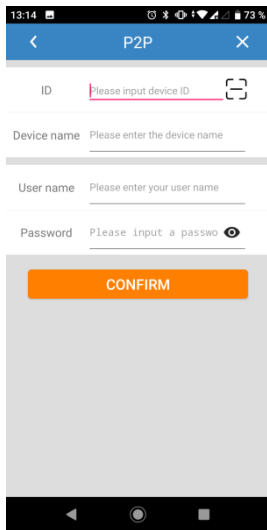 13:14 73 %
P2P
ID Please input device ID
Device name Please enter the device name
User name Please enter your user name
Password Please input a passwo
CONFIRM